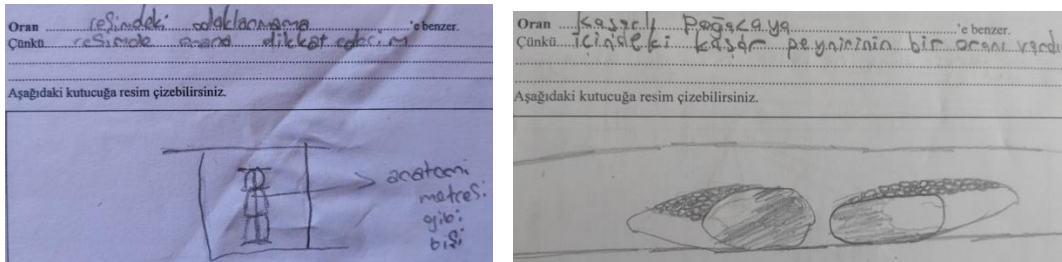 Oran ......resimdeki odaklanmama......'e benzer.
Çünkü...resimde orana dikkat ederim
Aşağıdaki kutucuğa resim çizebilirsiniz.
anatomi
metresi
gibi
bişi
Oran ...Kaşarlı Poğaçaya......'e benzer.
Çünkü...içindeki kaşar peynirinin bir oranı vardı
Aşağıdaki kutucuğa resim çizebilirsiniz.